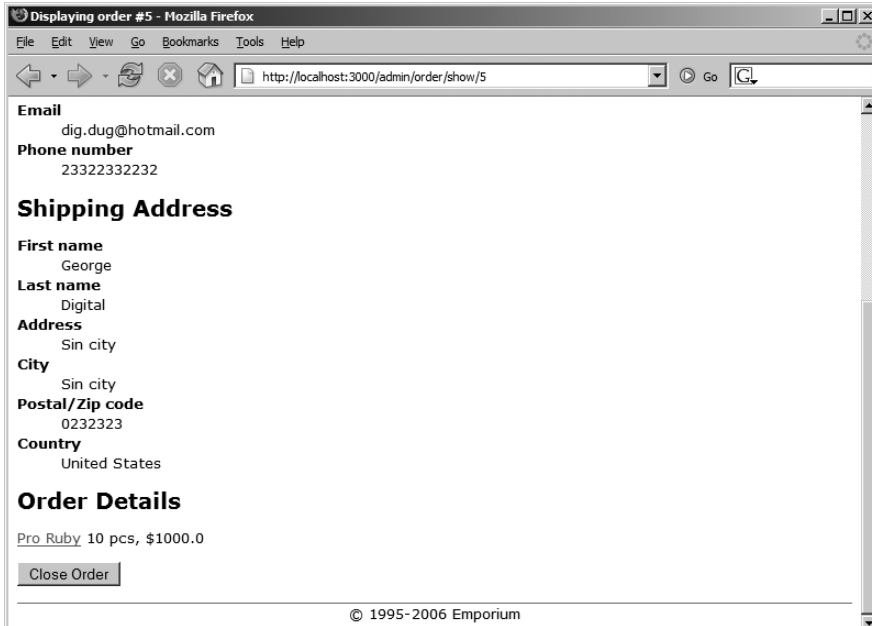 Displaying order #5 - Mozilla Firefox
File Edit View Go Bookmarks Tools Help
http://localhost:3000/admin/order/show/5 Go G
Email
dig.dug@hotmail.com
Phone number
23322332232
Shipping Address
First name
George
Last name
Digital
Address
Sin city
City
Sin city
Postal/Zip code
0232323
Country
United States
Order Details
Pro Ruby 10 pcs, $1000.0
Close Order
© 1995-2006 Emporium